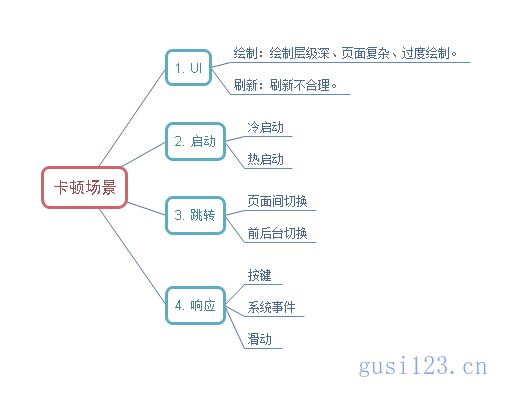 卡顿场景
1. UI
绘制：绘制层级深、页面复杂、过度绘制。
刷新：刷新不合理。
2. 启动
冷启动
热启动
3. 跳转
页面间切换
前后台切换
4. 响应
按键
系统事件
滑动
gusi123.cn